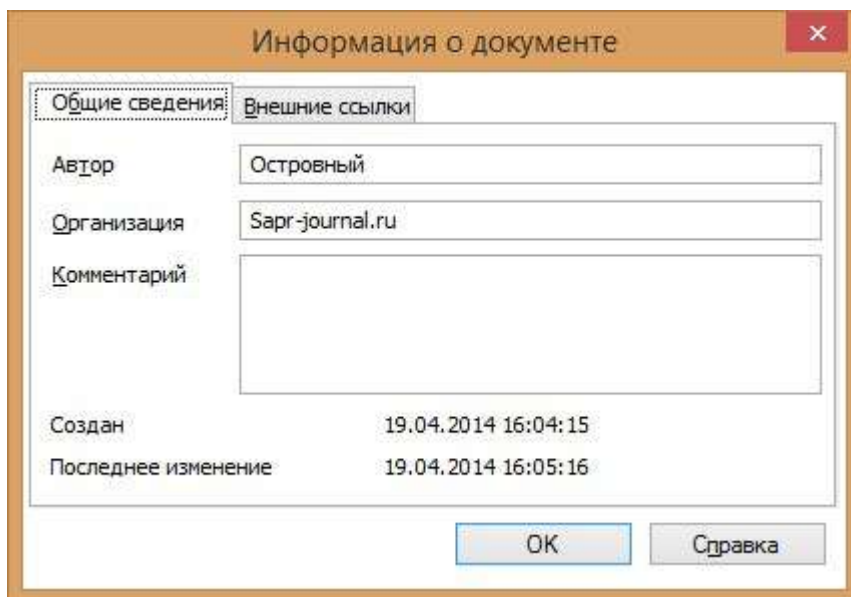 Информация о документе
Общие сведения Внешние ссылки
Автор Островный
Организация Sapr-journal.ru
Комментарий
Создан 19.04.2014 16:04:15
Последнее изменение 19.04.2014 16:05:16
OK Справка